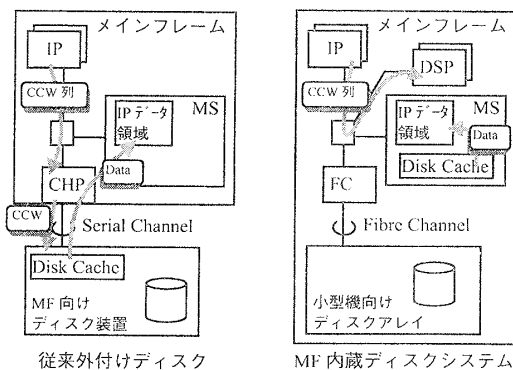 メインフレーム
IP
CCW 列
IP データ
領域
MS
Data
CHP
CCW
Serial Channel
Disk Cache
MF 向け
ディスク装置
従来外付けディスク
メインフレーム
IP
DSP
CCW 列
IP データ
領域
MS
Data
Disk Cache
FC
Fibre Channel
小型機向け
ディスクアレイ
MF 内蔵ディスクシステム